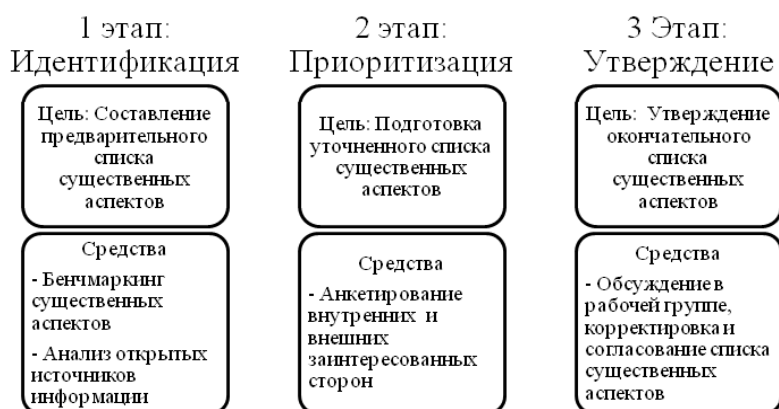 1 этап:
Идентификация
Цель: Составление
предварительного
списка
существенных
аспектов
Средства
- Бенчмаркинг
существенных
аспектов
- Анализ открытых
источников
информации
2 этап:
Приоритизация
Цель: Подготовка
уточненного списка
существенных
аспектов
Средства
- Анкетирование
внутренних и
внешних
заинтересованных
сторон
3 Этап:
Утверждение
Цель: Утверждение
окончательного
списка
существенных
аспектов
Средства
- Обсуждение в
рабочей группе,
корректировка и
согласование списка
существенных
аспектов